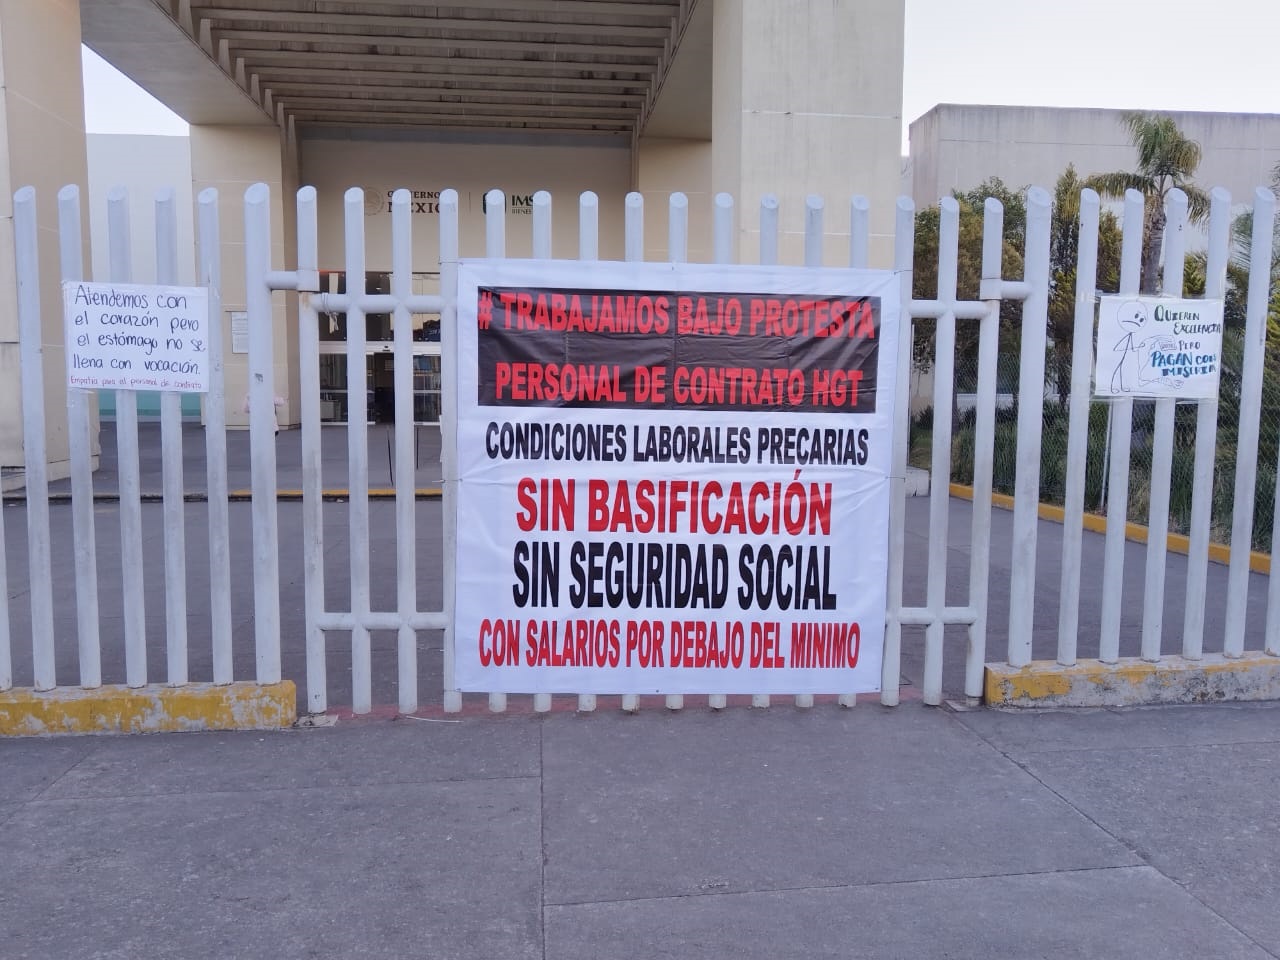 GOBIERNO
MÉXICO
IMSS
BIENES
Atendemos con
el corazón pero
el estómago no se
llena con vocación.
Empatía para el personal de contrato
# TRABAJAMOS BAJO PROTESTA
PERSONAL DE CONTRATO HGT
CONDICIONES LABORALES PRECARIAS
SIN BASIFICACIÓN
SIN SEGURIDAD SOCIAL
CON SALARIOS POR DEBAJO DEL MINIMO
QUIEREN
EXCELENCIA
PERO
PAGAN CON
MISERIA